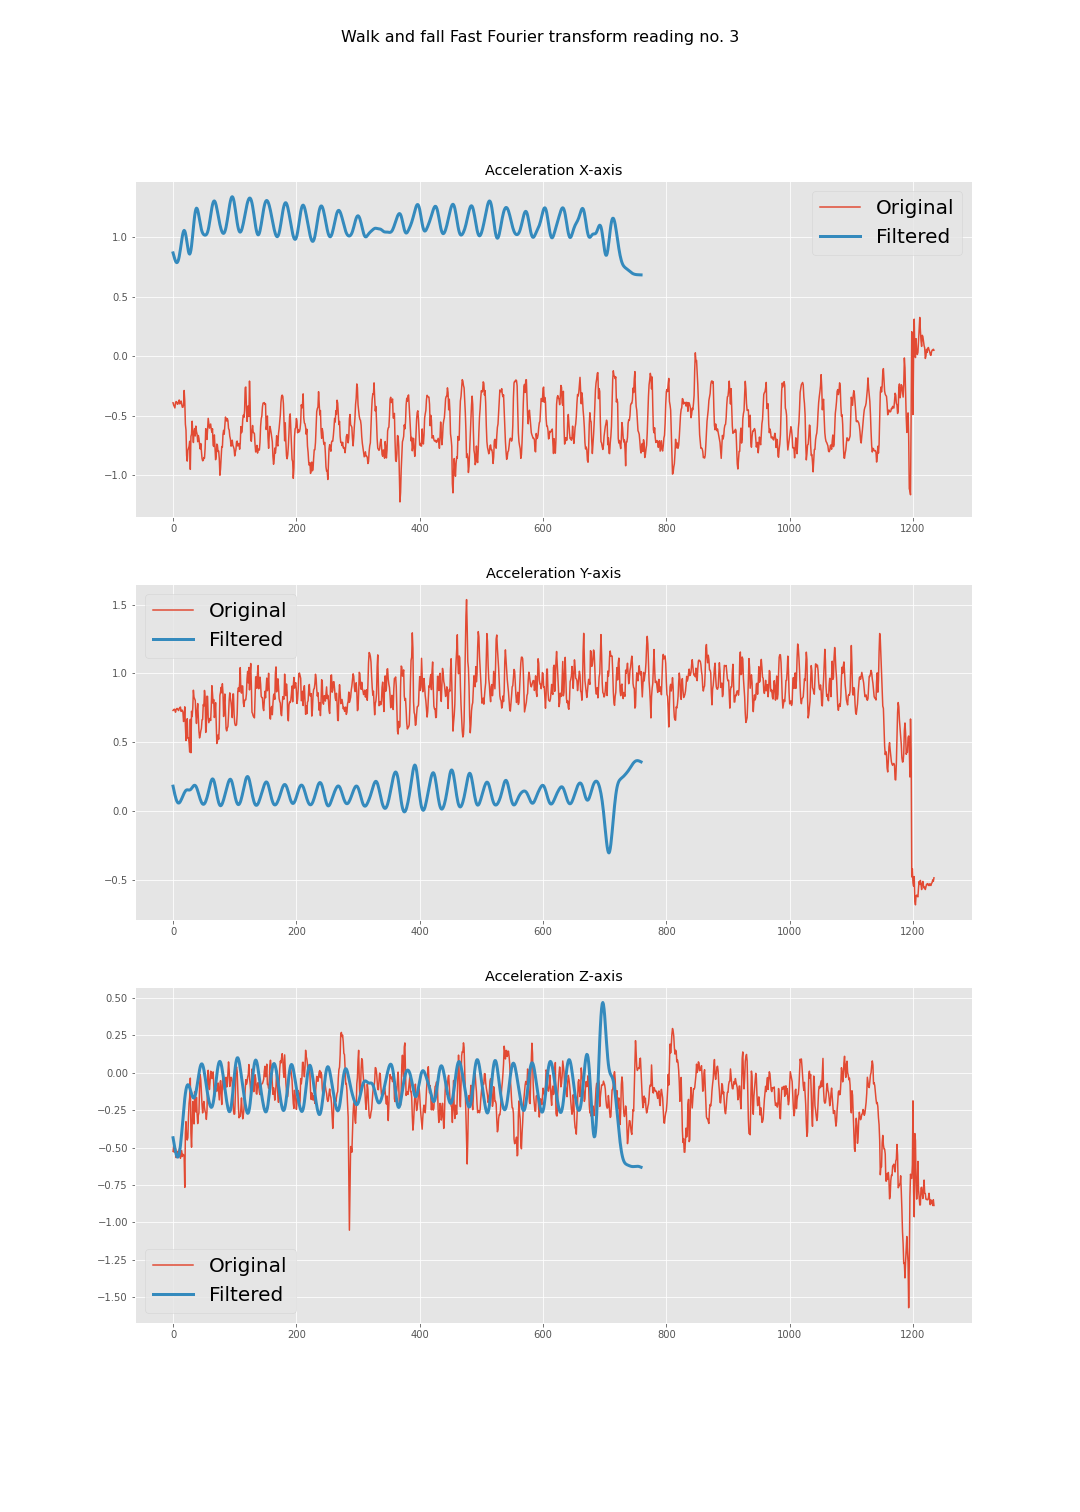 Walk and fall Fast Fourier transform reading no. 3
Acceleration X-axis
Original
Filtered
1.0
0.5
0.0
−0.5
−1.0
0 200 400 600 800 1000 1200
Acceleration Y-axis
Original
Filtered
1.5
1.0
0.5
0.0
−0.5
0 200 400 600 800 1000 1200
Acceleration Z-axis
0.50
0.25
0.00
−0.25
−0.50
−0.75
−1.00
−1.25
−1.50
Original
Filtered
0 200 400 600 800 1000 1200